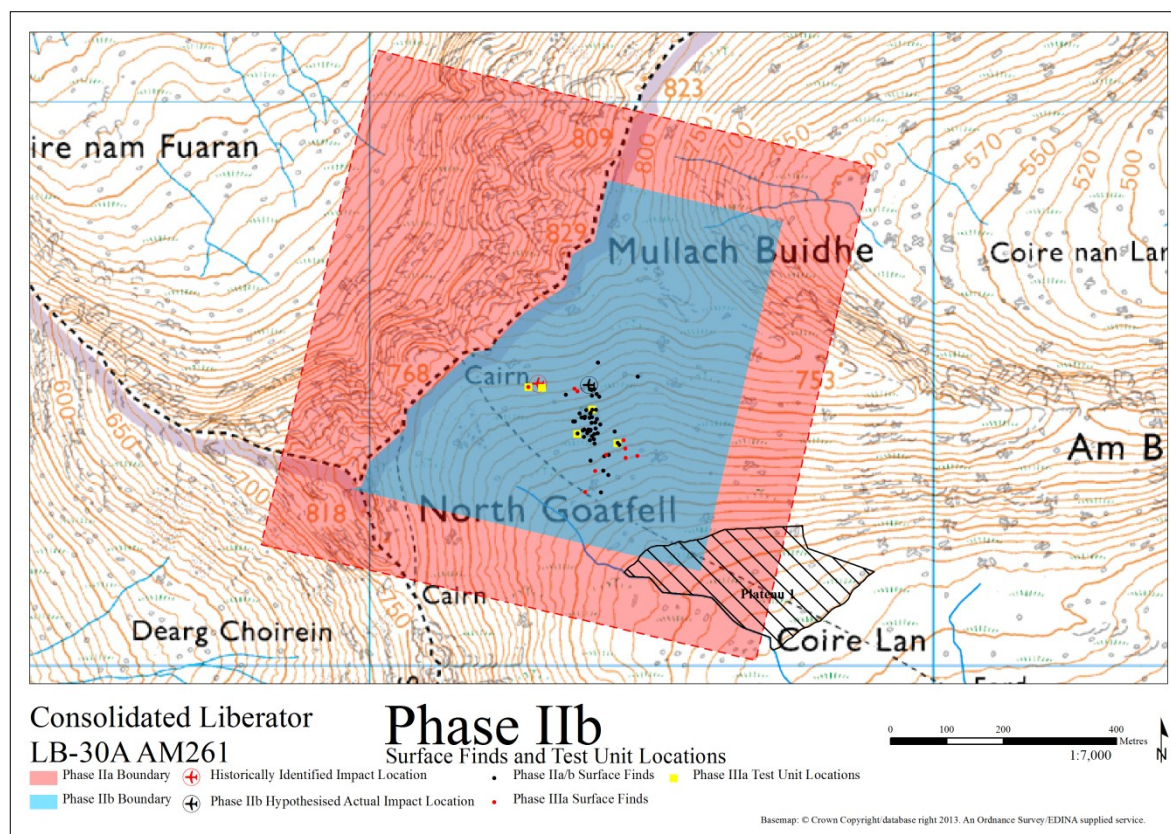 823
809
800
750
700
650
600
570
550
520
500
ire nam Fuaran
829
Mullach Buidhe
Coire nan Lar
768
Cairn
753
600
650
700
Am B
818
North Goatfell
750
Cairn
Plateau 1
Dearg Choirein
Coire Lan
Consolidated Liberator
LB-30A AM261
Phase IIb
Surface Finds and Test Unit Locations
0 100 200 400
Metres
1:7,000
N
Phase IIa Boundary
Historically Identified Impact Location
Phase IIa/b Surface Finds
Phase IIIa Test Unit Locations
Phase IIb Boundary
Phase IIb Hypothesised Actual Impact Location
Phase IIIa Surface Finds
Basemap: © Crown Copyright/database right 2013. An Ordnance Survey/EDINA supplied service.